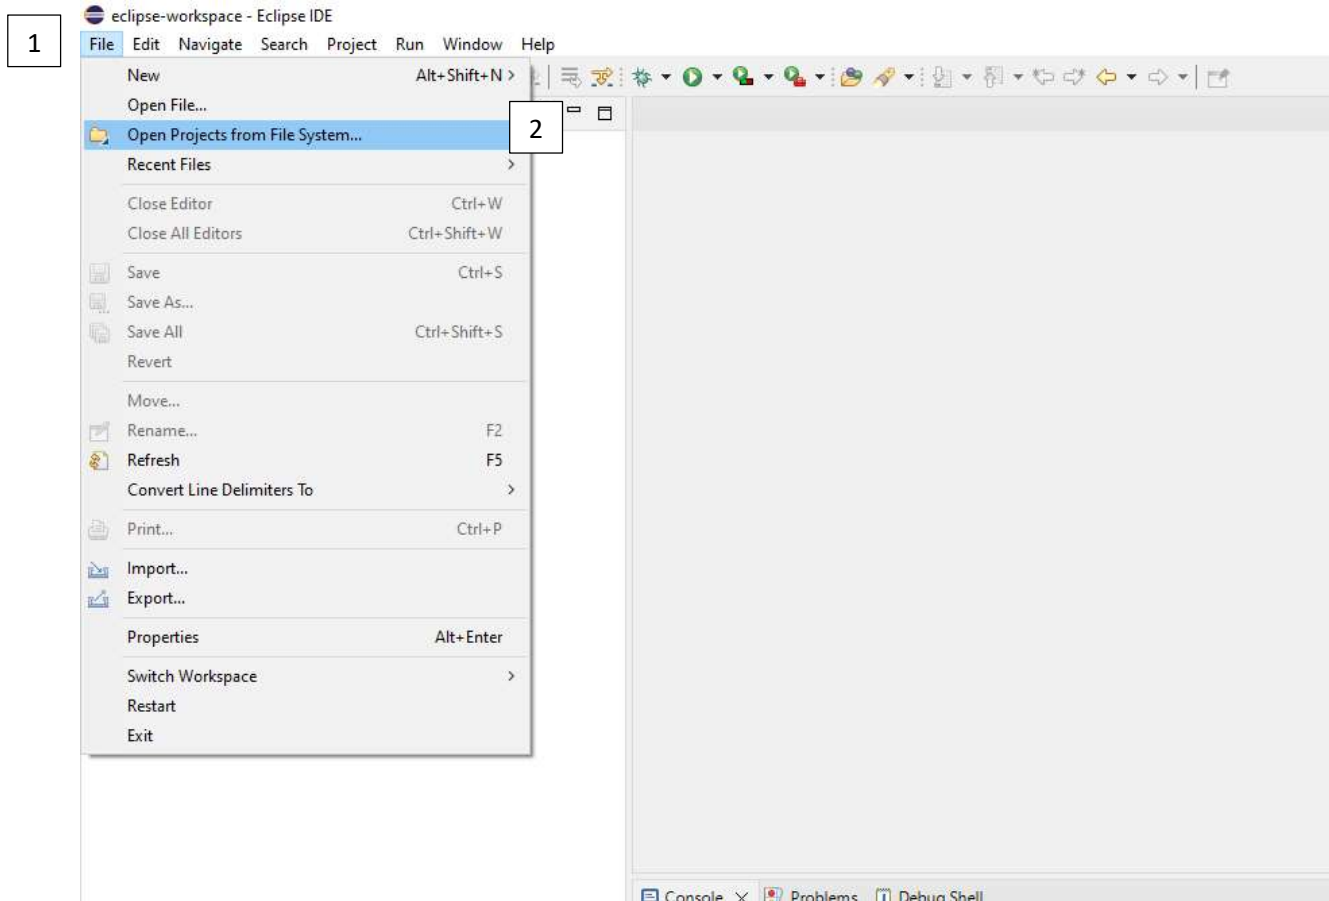 eclipse-workspace - Eclipse IDE
1
File Edit Navigate Search Project Run Window Help
New Alt+Shift+N >
Open File...
Open Projects from File System... 2
Recent Files >
Close Editor Ctrl+W
Close All Editors Ctrl+Shift+W
Save Ctrl+S
Save As...
Save All Ctrl+Shift+S
Revert
Move...
Rename... F2
Refresh F5
Convert Line Delimiters To >
Print... Ctrl+P
Import...
Export...
Properties Alt+Enter
Switch Workspace >
Restart
Exit
Console Problems Debug Shell